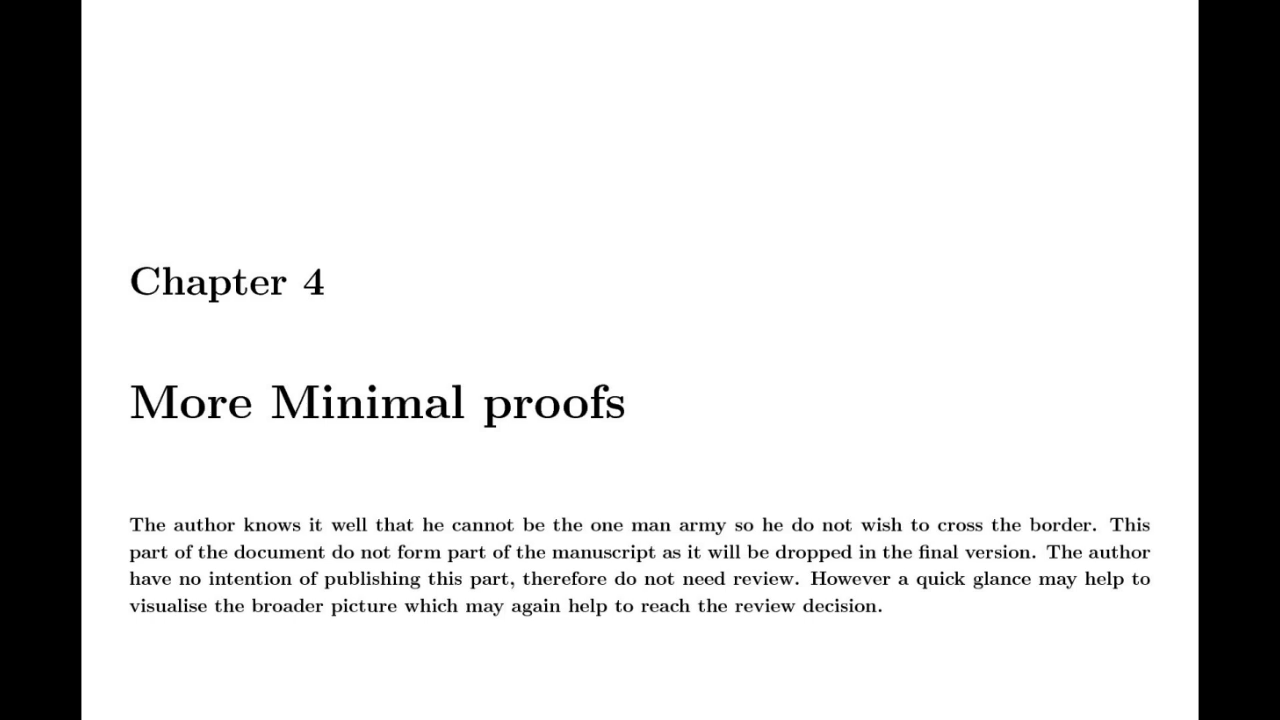 Chapter 4
More Minimal proofs
The author knows it well that he cannot be the one man army so he do not wish to cross the border. This
part of the document do not form part of the manuscript as it will be dropped in the final version. The author
have no intention of publishing this part, therefore do not need review. However a quick glance may help to
visualise the broader picture which may again help to reach the review decision.